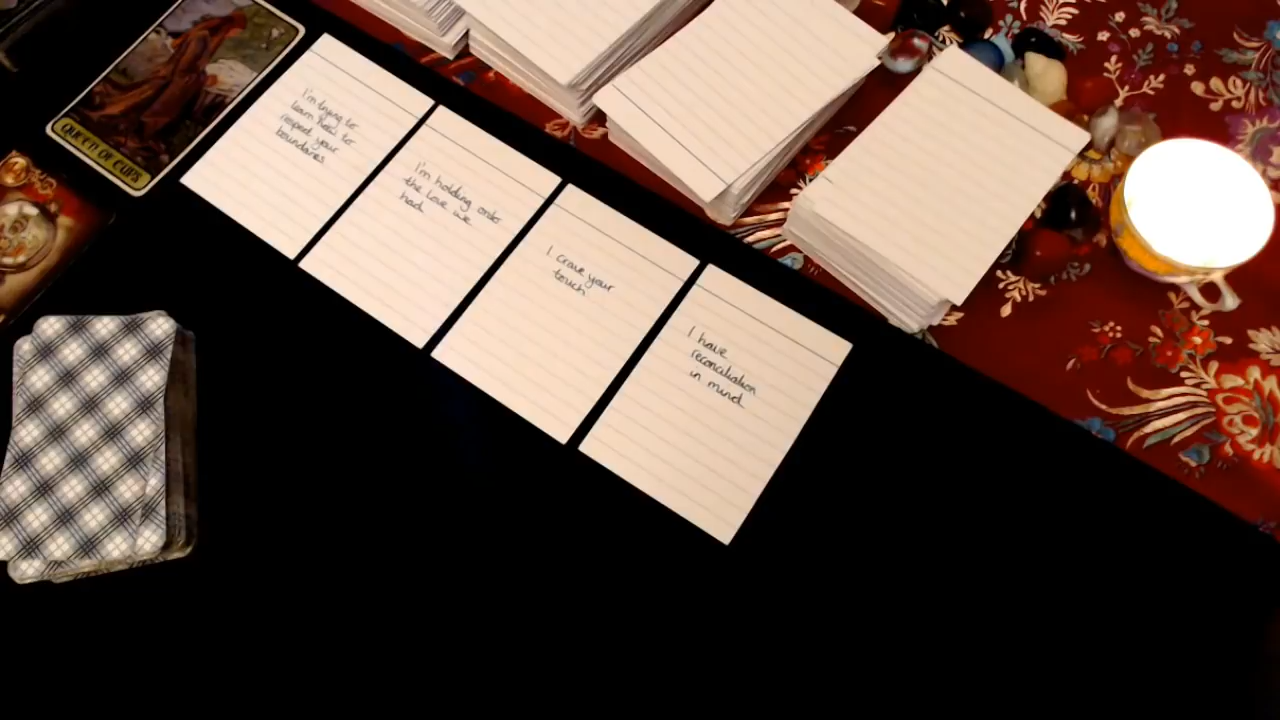 QUEEN OF CUPS
I'm trying to
learn how to
respect your
boundaries
I'm holding onto
the love we
had
I crave your
touch
I have
reconciliation
in mind